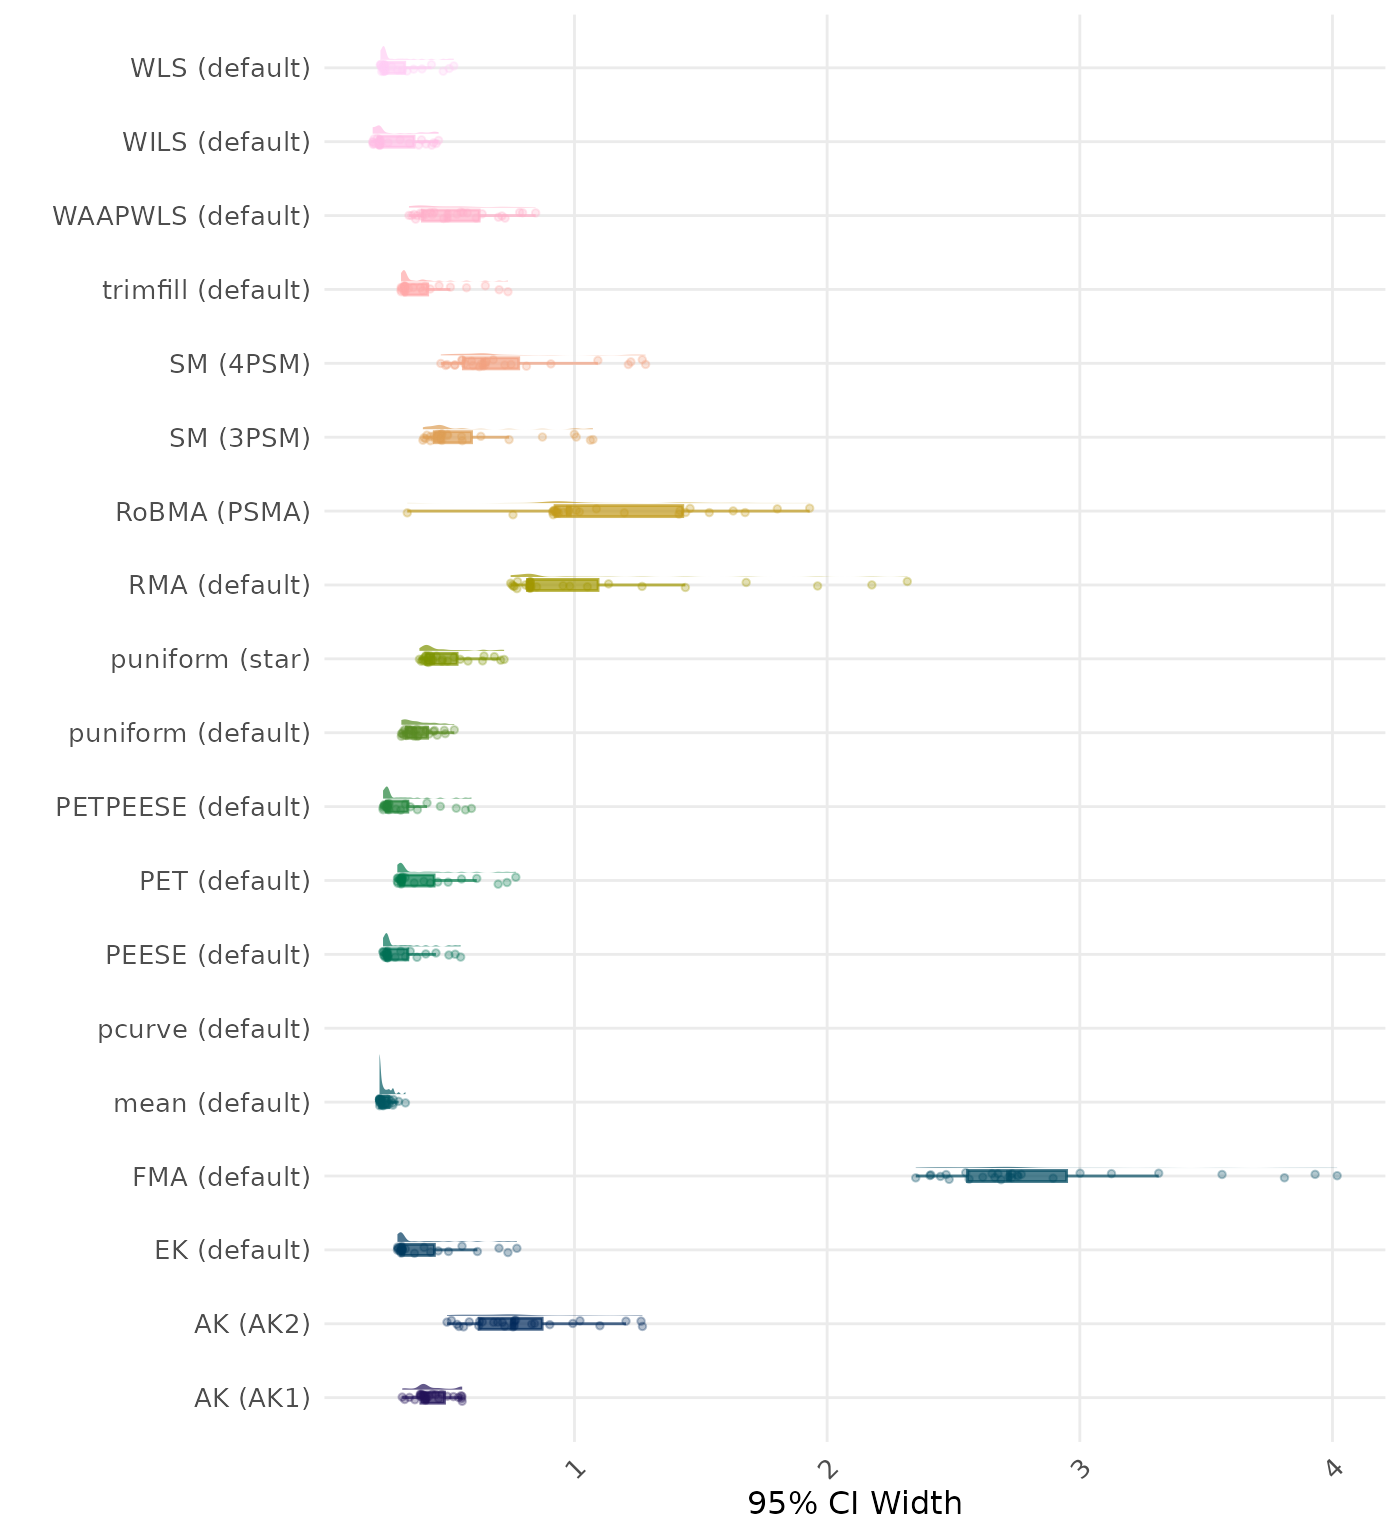 WLS (default)
WILS (default)
WAAPWLS (default)
trimfill (default)
SM (4PSM)
SM (3PSM)
RoBMA (PSMA)
RMA (default)
puniform (star)
puniform (default)
PETPEESE (default)
PET (default)
PEESE (default)
pcurve (default)
mean (default)
FMA (default)
EK (default)
AK (AK2)
AK (AK1)
1 2 3 4
95% CI Width